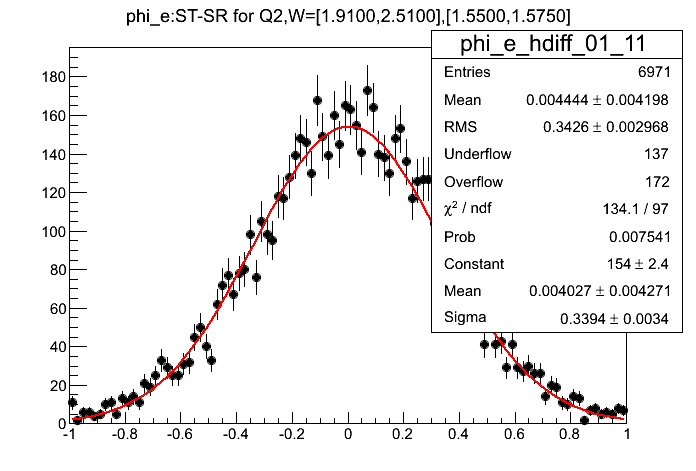 phi_e:ST-SR for Q2,W=[1.9100,2.5100],[1.5500,1.5750]
phi_e_hdiff_01_11
Entries 6971
Mean 0.004444 ± 0.004198
RMS 0.3426 ± 0.002968
Underflow 137
Overflow 172
χ² / ndf 134.1 / 97
Prob 0.007541
Constant 154 ± 2.4
Mean 0.004027 ± 0.004271
Sigma 0.3394 ± 0.0034
180
160
140
120
100
80
60
40
20
0
-1 -0.8 -0.6 -0.4 -0.2 0 0.2 0.4 0.6 0.8 1